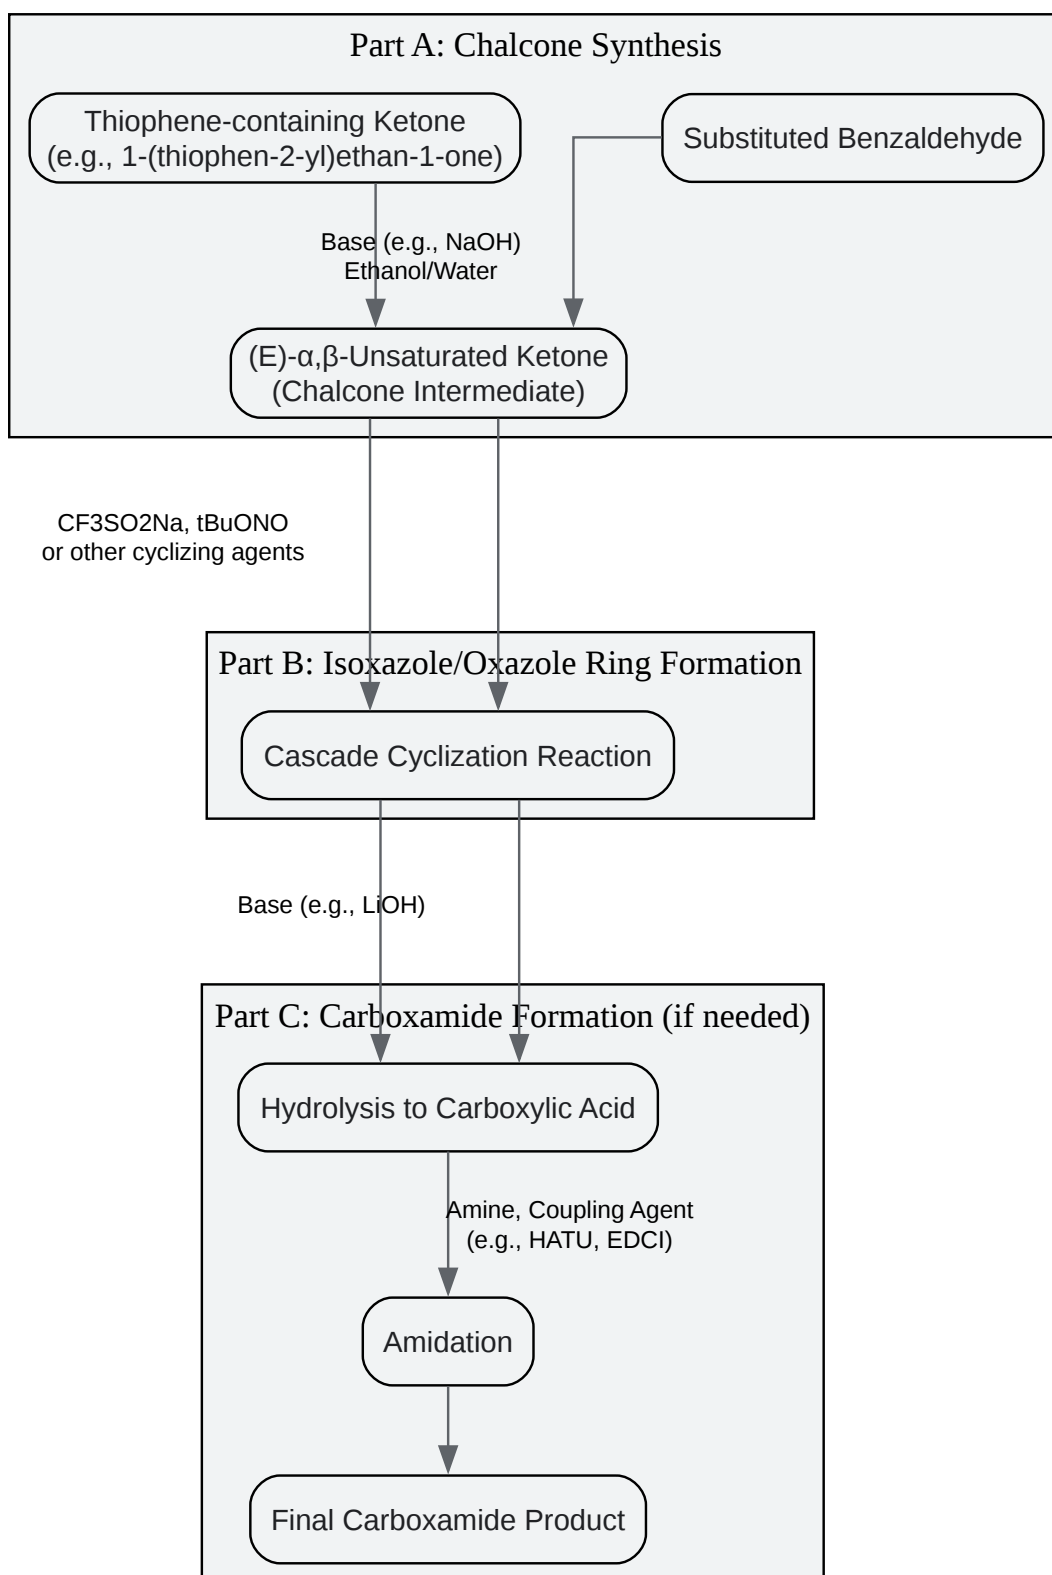 Part A: Chalcone Synthesis
Thiophene-containing Ketone
(e.g., 1-(thiophen-2-yl)ethan-1-one)
Substituted Benzaldehyde
Base (e.g., NaOH)
Ethanol/Water
(E)-α,β-Unsaturated Ketone
(Chalcone Intermediate)
CF3SO2Na, tBuONO
or other cyclizing agents
Part B: Isoxazole/Oxazole Ring Formation
Cascade Cyclization Reaction
Base (e.g., LiOH)
Part C: Carboxamide Formation (if needed)
Hydrolysis to Carboxylic Acid
Amine, Coupling Agent
(e.g., HATU, EDCI)
Amidation
Final Carboxamide Product